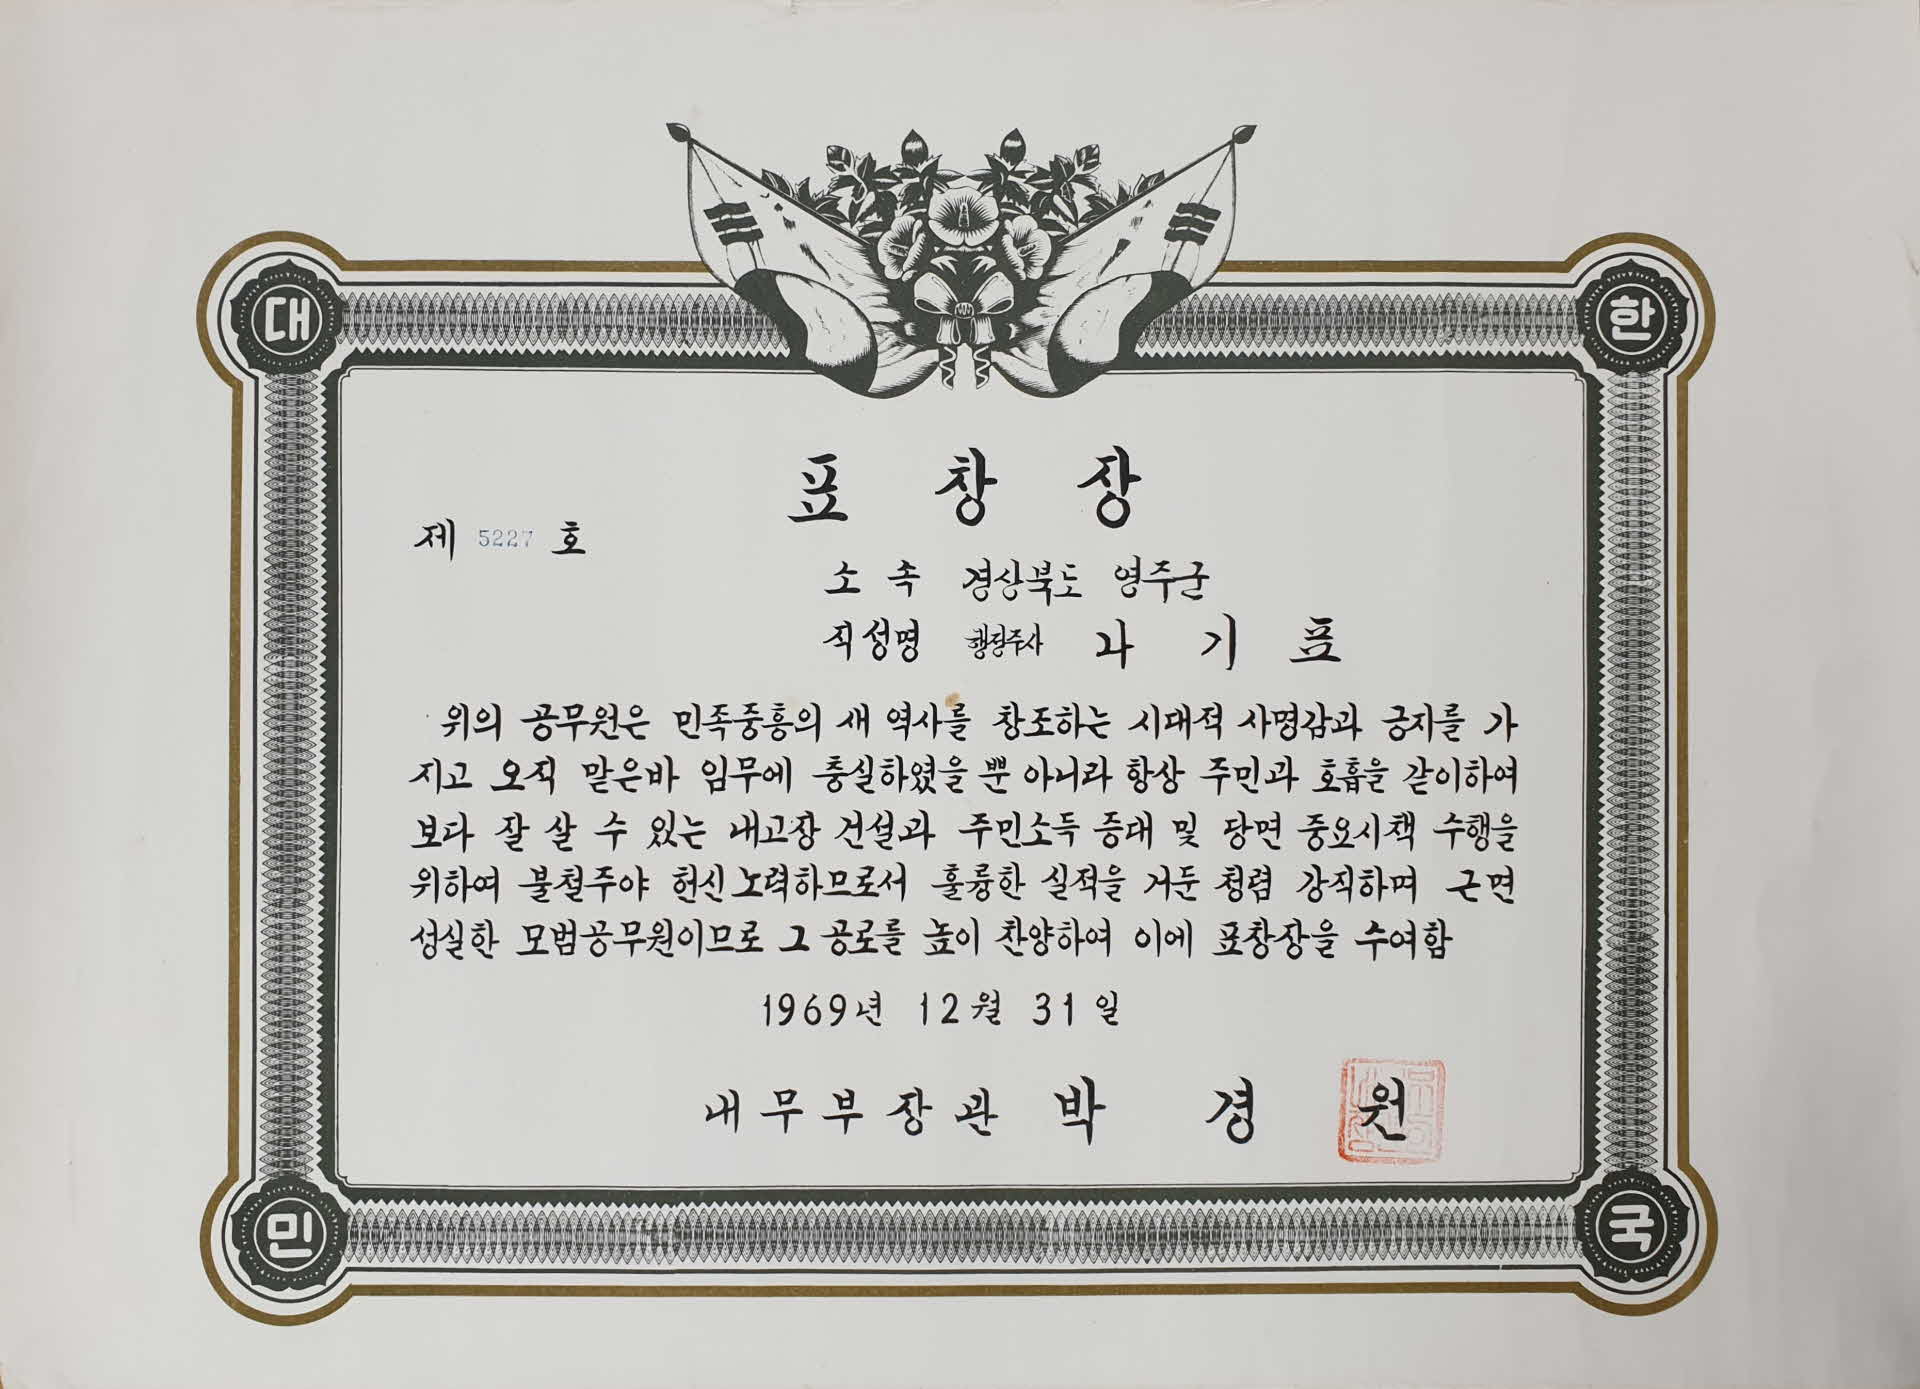 대 한
표 창 장
제 5227 호
소 속 경상북도 영주군
직성명 행정주사 나 기 표
위의 공무원은 민족중흥의 새 역사를 창조하는 시대적 사명감과 긍지를 가
지고 오직 맡은바 임무에 충실하였을 뿐 아니라 항상 주민과 호흡을 같이하여
보다 잘 살 수 있는 내고장 건설과 주민소득 증대 및 당면 중요시책 수행을
위하여 불철주야 헌신노력하므로서 훌륭한 실적을 거둔 청렴 강직하며 근면
성실한 모범공무원이므로 그 공로를 높이 찬양하여 이에 표창장을 수여함
1969년 12월 31일
내무부장관 박 경 원
민 국